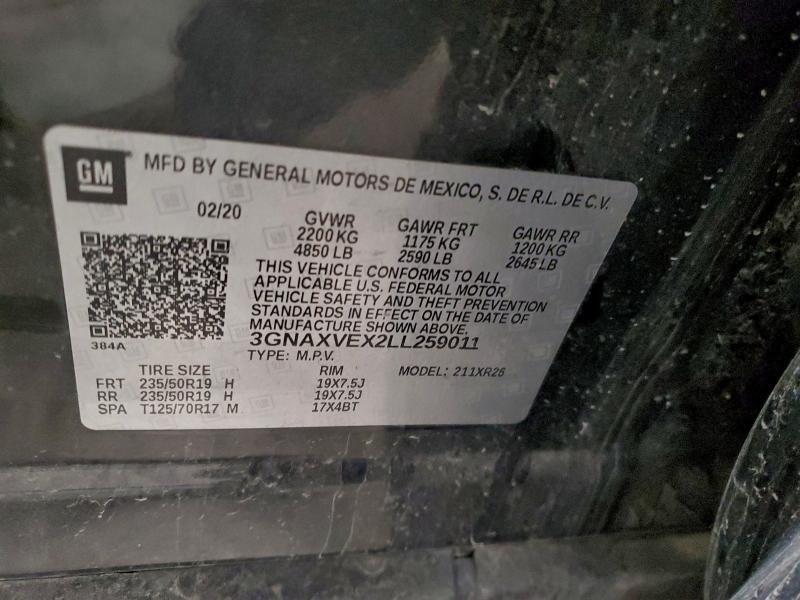 GM MFD BY GENERAL MOTORS DE MEXICO, S. DE R.L. DE C.V.
02/20 GVWR GAWR FRT GAWR RR
2200 KG 1175 KG 1200 KG
4850 LB 2590 LB 2645 LB
THIS VEHICLE CONFORMS TO ALL
APPLICABLE U.S. FEDERAL MOTOR
VEHICLE SAFETY AND THEFT PREVENTION
STANDARDS IN EFFECT ON THE DATE OF
MANUFACTURE SHOWN ABOVE.
384A 3GNAXVEX2LL259011
TYPE: M.P.V. MODEL: 211XR26
TIRE SIZE RIM
FRT 235/50R19 H 19X7.5J
RR 235/50R19 H 19X7.5J
SPA T125/70R17 M 17X4BT